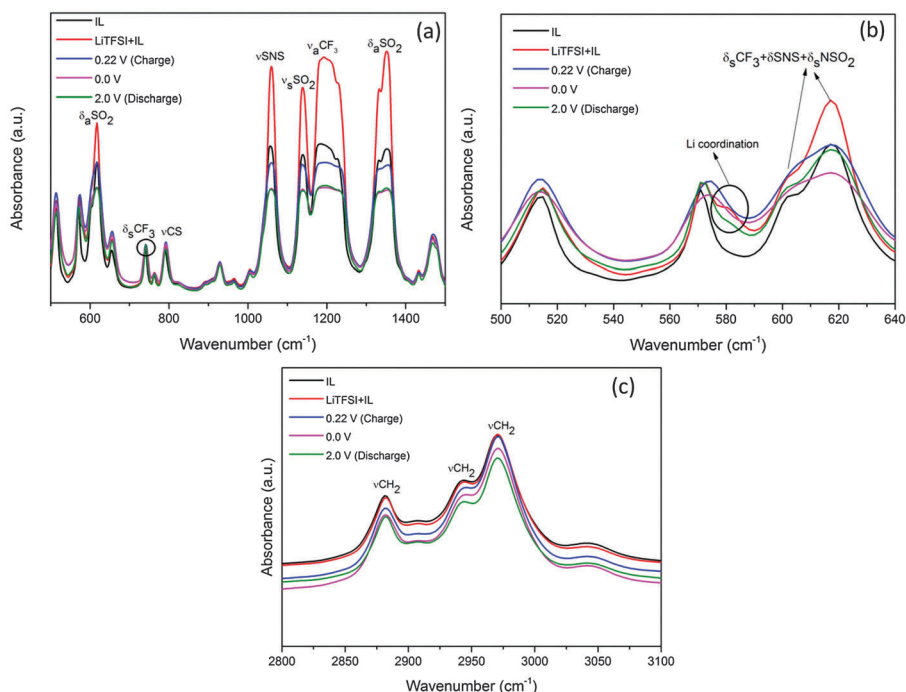 (a)
IL
LiTFSI+IL
0.22 V (Charge)
0.0 V
2.0 V (Discharge)
δaSO2
δsCF3
νCS
νSNS
νsSO2
νaCF3
δaSO2
600 800 1000 1200 1400
Wavenumber (cm-1)
Absorbance (a.u.)
(b)
IL
LiTFSI+IL
0.22 V (Charge)
0.0 V
2.0 V (Discharge)
δsCF3+δSNS+δsNSO2
Li coordination
500 520 540 560 580 600 620 640
Wavenumber (cm-1)
Absorbance (a.u.)
(c)
IL
LiTFSI+IL
0.22 V (Charge)
0.0 V
2.0 V (Discharge)
νCH2
νCH2
νCH2
2800 2850 2900 2950 3000 3050 3100
Wavenumber (cm-1)
Absorbance (a.u.)